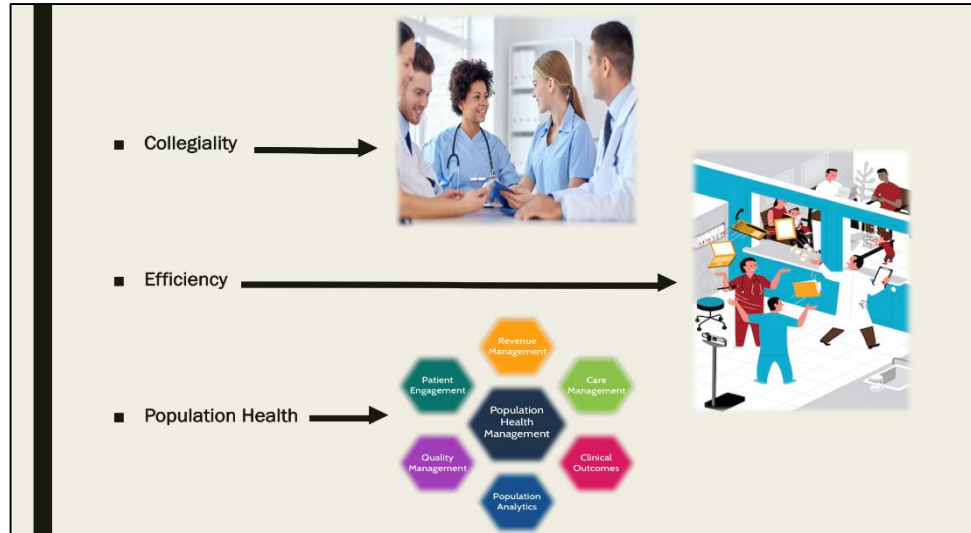 Collegiality
Efficiency
Population Health
Revenue
Management
Patient
Engagement
Care
Management
Population
Health
Management
Quality
Management
Clinical
Outcomes
Population
Analytics